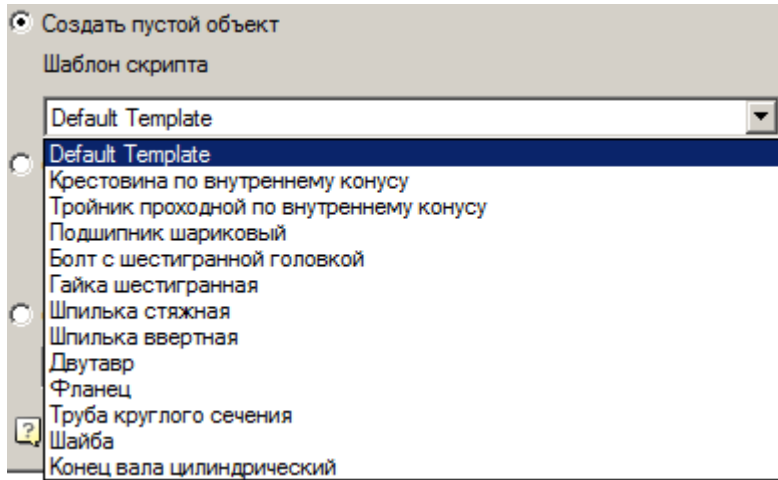 Создать пустой объект
Шаблон скрипта
Default Template
Default Template
Крестовина по внутреннему конусу
Тройник проходной по внутреннему конусу
Подшипник шариковый
Болт с шестигранной головкой
Гайка шестигранная
Шпилька стяжная
Шпилька ввертная
Двутавр
Фланец
Труба круглого сечения
Шайба
Конец вала цилиндрический
?